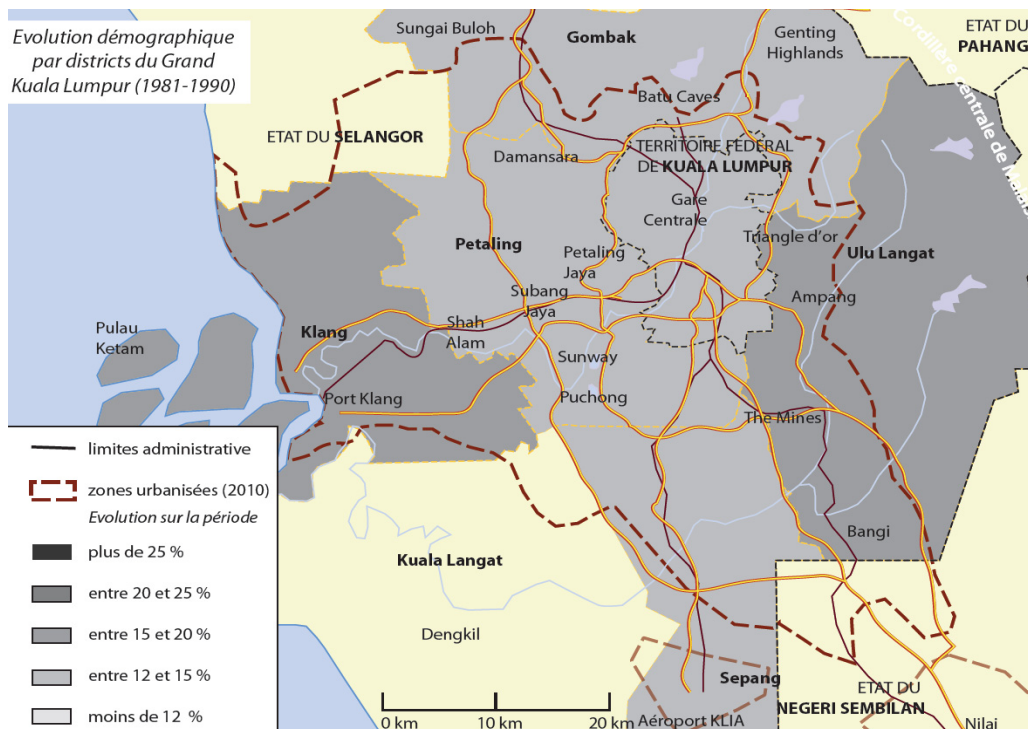 Evolution démographique
par districts du Grand
Kuala Lumpur (1981-1990)
Sungai Buloh
Gombak
Genting
Highlands
Cordillère centrale de Malai
ETAT DU
PAHANG
Batu Caves
ETAT DU SELANGOR
Damansara
TERRITOIRE FÉDÉRAL
DE KUALA LUMPUR
Gare
Centrale
Triangle d'or
Ulu Langat
Petaling
Petaling
Jaya
Subang
Jaya
Ampang
Pulau
Ketam
Klang
Shah
Alam
Sunway
Port Klang
Puchong
The Mines
Bangi
Kuala Langat
Dengkil
Sepang
Aéroport KLIA
ETAT DU
NEGERI SEMBILAN
Nilai
limites administrative
zones urbanisées (2010)
Evolution sur la période
plus de 25 %
entre 20 et 25 %
entre 15 et 20 %
entre 12 et 15 %
moins de 12 %
0 km
10 km
20 km